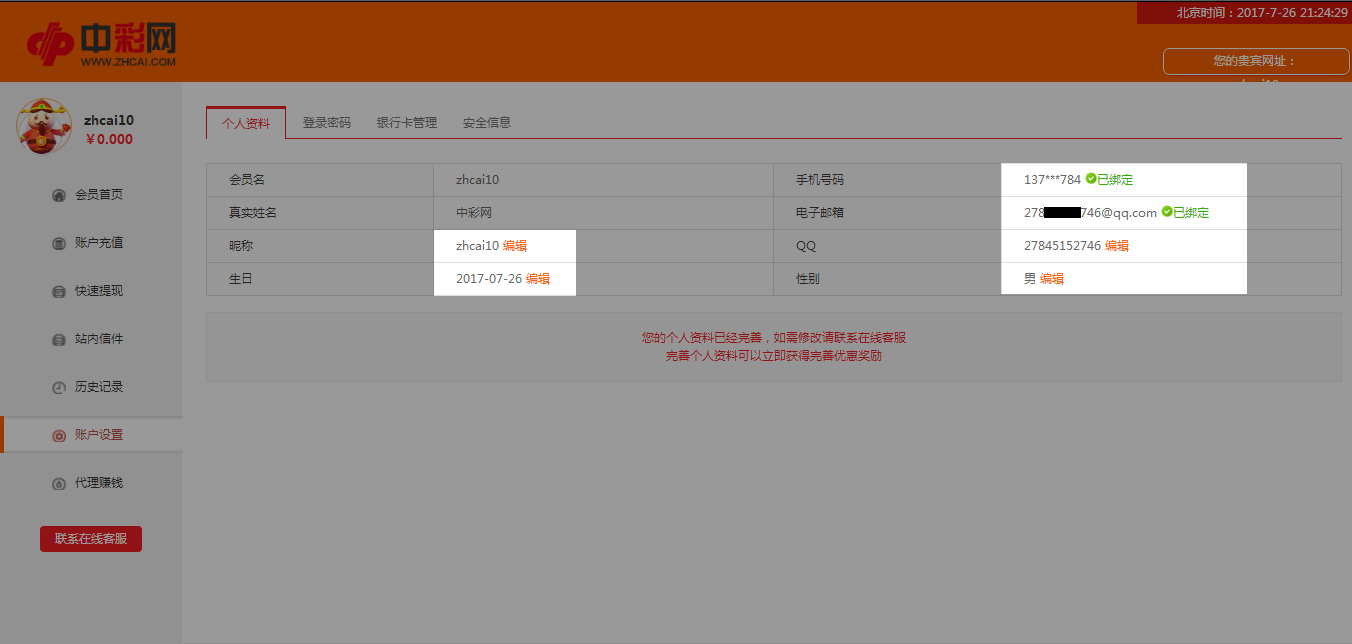 北京时间：2017-7-26 21:24:29
中彩网
WWW.ZHCAI.COM
您的贵宾网址：
zhcai10
￥0.000
会员首页
账户充值
快速提现
站内信件
历史记录
账户设置
代理赚钱
联系在线客服
个人资料 登录密码 银行卡管理 安全信息
会员名 zhcai10 手机号码 137***784 已绑定
真实姓名 中彩网 电子邮箱 278 746@qq.com 已绑定
昵称 zhcai10 编辑 QQ 27845152746 编辑
生日 2017-07-26 编辑 性别 男 编辑
您的个人资料已经完善，如需修改请联系在线客服
完善个人资料可以立即获得完善优惠奖励